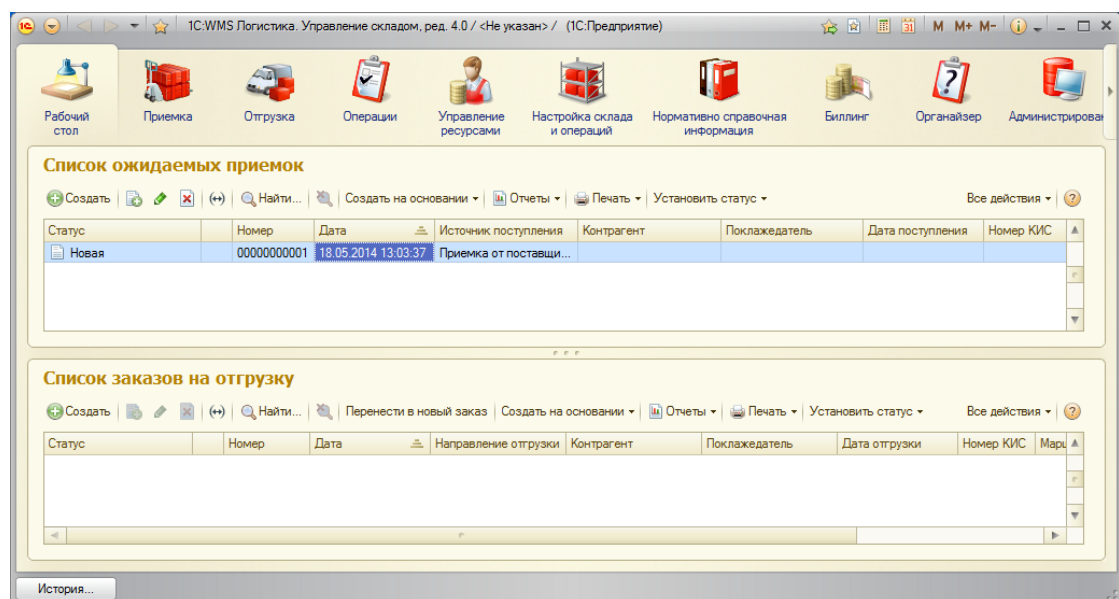 1С:WMS Логистика. Управление складом, ред. 4.0 / <Не указан> / (1С:Предприятие)
31 M M+ M-
Рабочий стол
Приемка
Отгрузка
Операции
Управление ресурсами
Настройка склада и операций
Нормативно справочная информация
Биллинг
Органайзер
Администрирован
Список ожидаемых приемок
Создать Найти... Создать на основании Отчеты Печать Установить статус Все действия
Статус Номер Дата Источник поступления Контрагент Поклажедатель Дата поступления Номер КИС
Новая 00000000001 18.05.2014 13:03:37 Приемка от поставщи...
Список заказов на отгрузку
Создать Найти... Перенести в новый заказ Создать на основании Отчеты Печать Установить статус Все действия
Статус Номер Дата Направление отгрузки Контрагент Поклажедатель Дата отгрузки Номер КИС Марш
История...